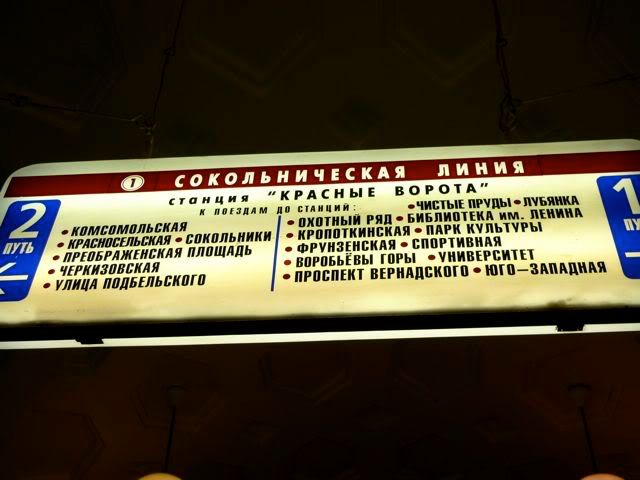 1 СОКОЛЬНИЧЕСКАЯ ЛИНИЯ
СТАНЦИЯ "КРАСНЫЕ ВОРОТА"
К ПОЕЗДАМ ДО СТАНЦИЙ:
2
ПУТЬ
•КОМСОМОЛЬСКАЯ
•КРАСНОСЕЛЬСКАЯ •СОКОЛЬНИКИ
•ПРЕОБРАЖЕНСКАЯ ПЛОЩАДЬ
•ЧЕРКИЗОВСКАЯ
•УЛИЦА ПОДБЕЛЬСКОГО
•ЧИСТЫЕ ПРУДЫ •ЛУБЯНКА
•ОХОТНЫЙ РЯД •БИБЛИОТЕКА ИМ. ЛЕНИНА
•КРОПОТКИНСКАЯ •ПАРК КУЛЬТУРЫ
•ФРУНЗЕНСКАЯ •СПОРТИВНАЯ
•ВОРОБЬЁВЫ ГОРЫ •УНИВЕРСИТЕТ
•ПРОСПЕКТ ВЕРНАДСКОГО •ЮГО-ЗАПАДНАЯ
1